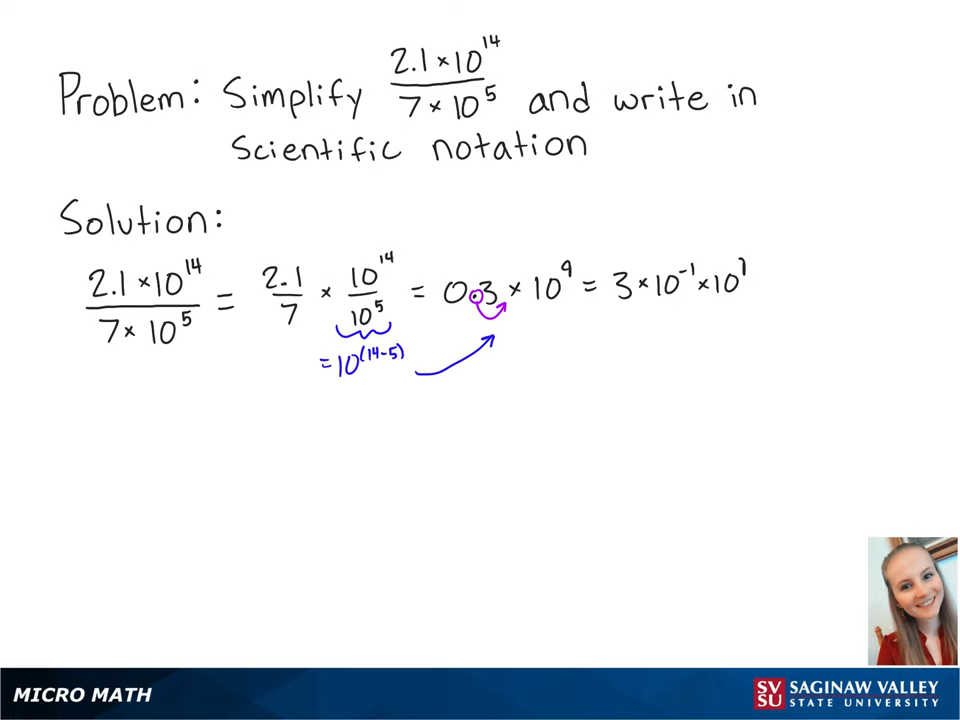 Problem: Simplify (2.1 × 10^14)/(7 × 10^5) and write in
scientific notation
Solution:
(2.1 × 10^14)/(7 × 10^5) = 2.1/7 × 10^14/10^5 = 0.3 × 10^9 = 3 × 10^-1 × 10
= 10^(14-5)
MICRO MATH
SV SU SAGINAW VALLEY
STATE UNIVERSITY